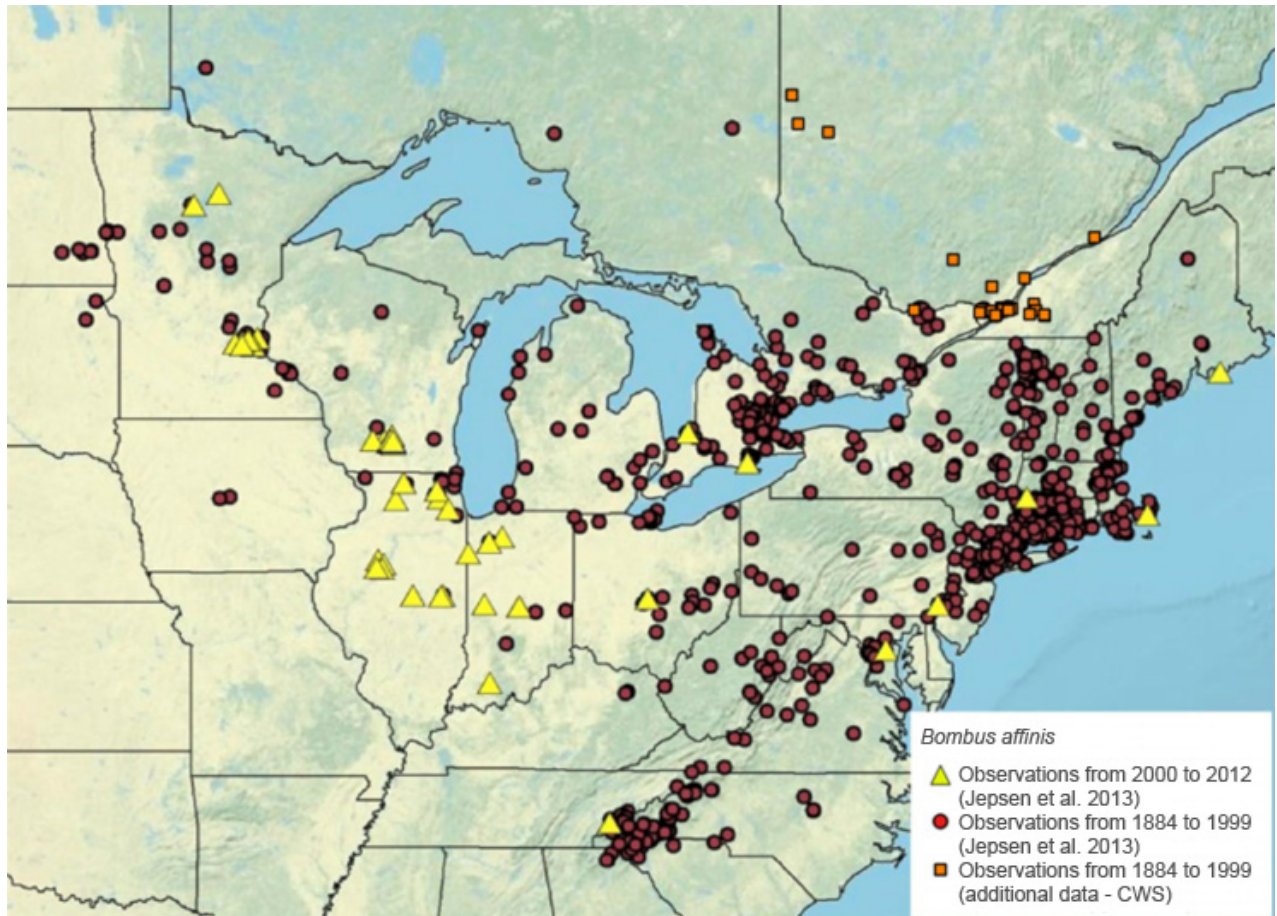 Bombus affinis
Observations from 2000 to 2012
(Jepsen et al. 2013)
Observations from 1884 to 1999
(Jepsen et al. 2013)
Observations from 1884 to 1999
(additional data - CWS)